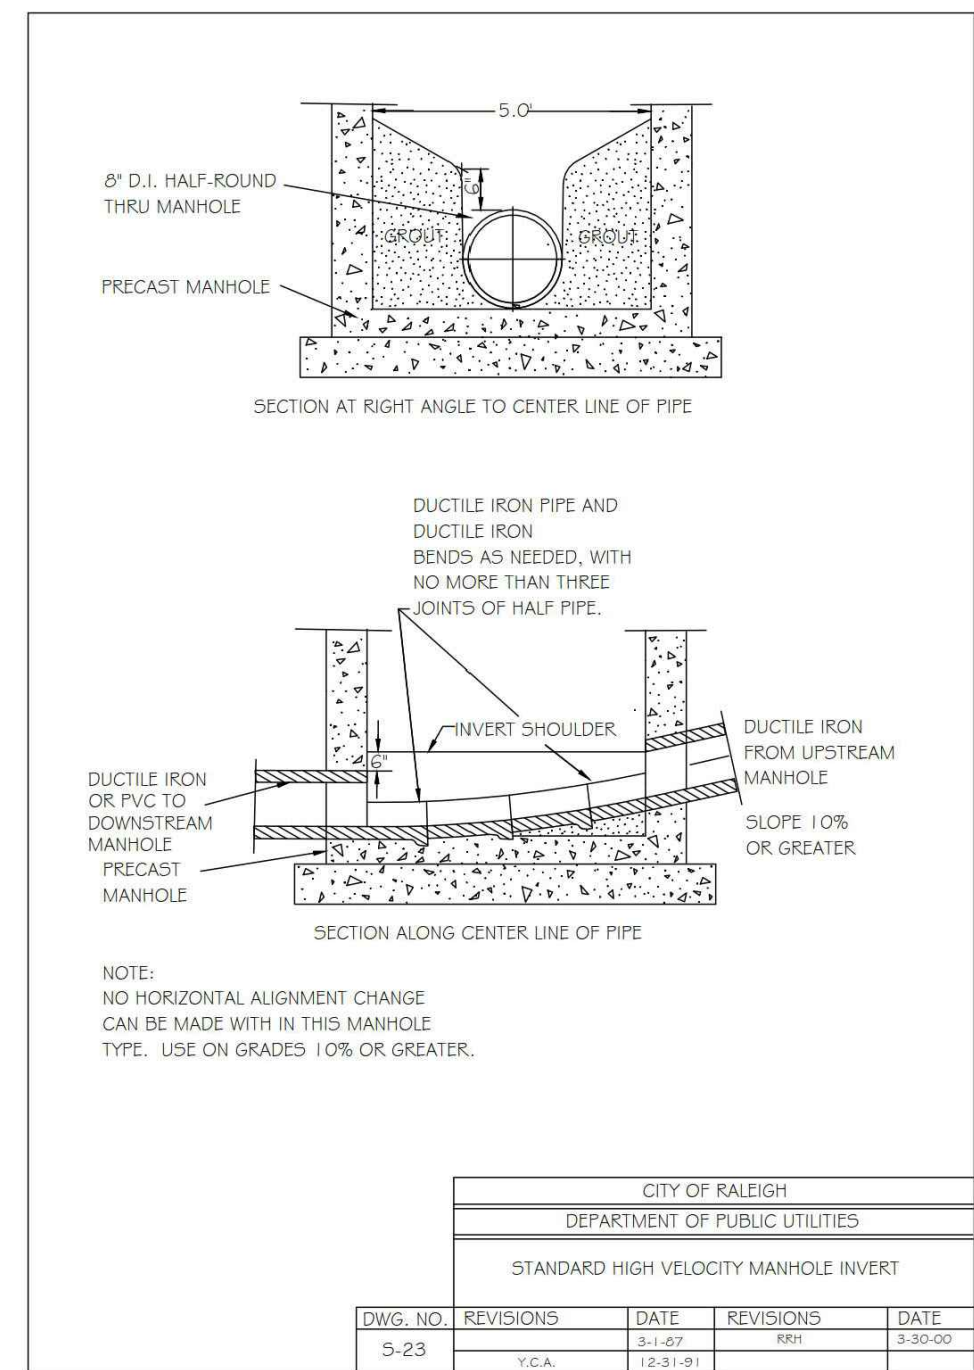 5.0'
6"
8" D.I. HALF-ROUND
THRU MANHOLE
GROUT
GROUT
PRECAST MANHOLE
SECTION AT RIGHT ANGLE TO CENTER LINE OF PIPE
DUCTILE IRON PIPE AND
DUCTILE IRON
BENDS AS NEEDED, WITH
NO MORE THAN THREE
JOINTS OF HALF PIPE.
INVERT SHOULDER
6"
DUCTILE IRON
FROM UPSTREAM
MANHOLE
SLOPE 10%
OR GREATER
DUCTILE IRON
OR PVC TO
DOWNSTREAM
MANHOLE
PRECAST
MANHOLE
SECTION ALONG CENTER LINE OF PIPE
NOTE:
NO HORIZONTAL ALIGNMENT CHANGE
CAN BE MADE WITH IN THIS MANHOLE
TYPE. USE ON GRADES 10% OR GREATER.
CITY OF RALEIGH
DEPARTMENT OF PUBLIC UTILITIES
STANDARD HIGH VELOCITY MANHOLE INVERT
DWG. NO. REVISIONS DATE REVISIONS DATE
S-23 3-1-87 RRH 3-30-00
Y.C.A. 12-31-91